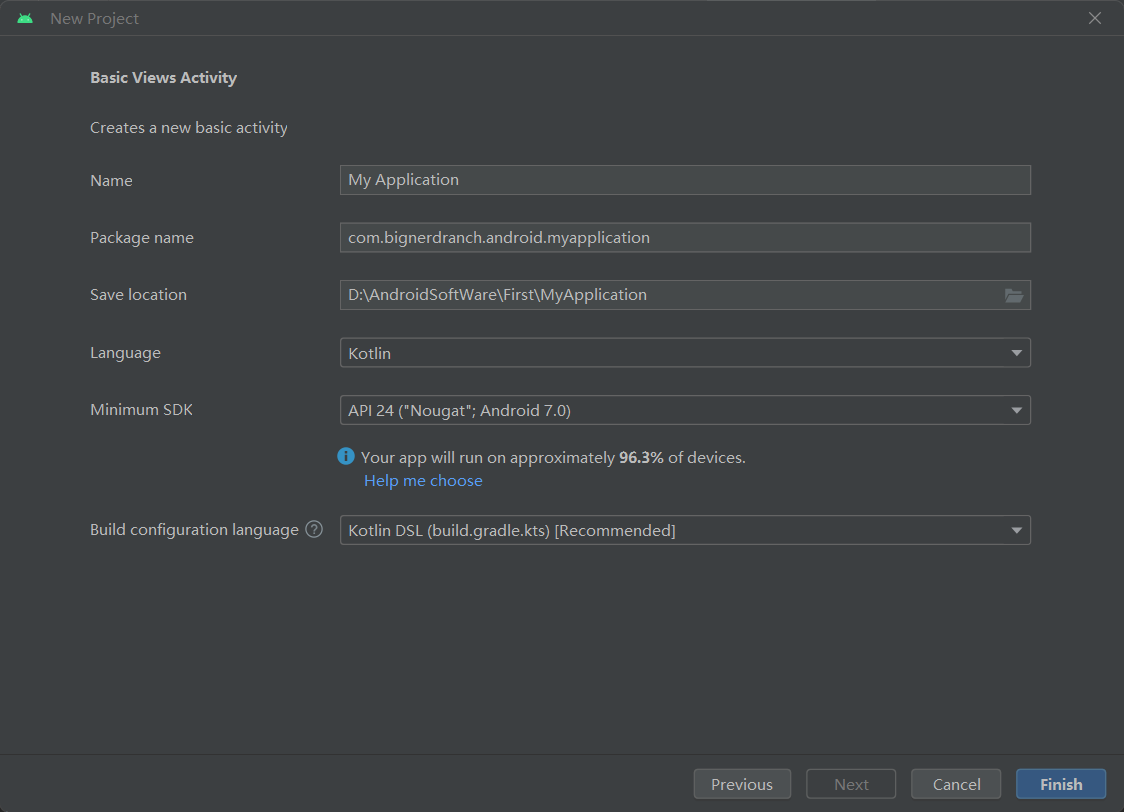 New Project
Basic Views Activity
Creates a new basic activity
Name
My Application
Package name
com.bignerdranch.android.myapplication
Save location
D:\AndroidSoftWare\First\MyApplication
Language
Kotlin
Minimum SDK
API 24 ("Nougat"; Android 7.0)
Your app will run on approximately 96.3% of devices.
Help me choose
Build configuration language
Kotlin DSL (build.gradle.kts) [Recommended]
Previous
Next
Cancel
Finish